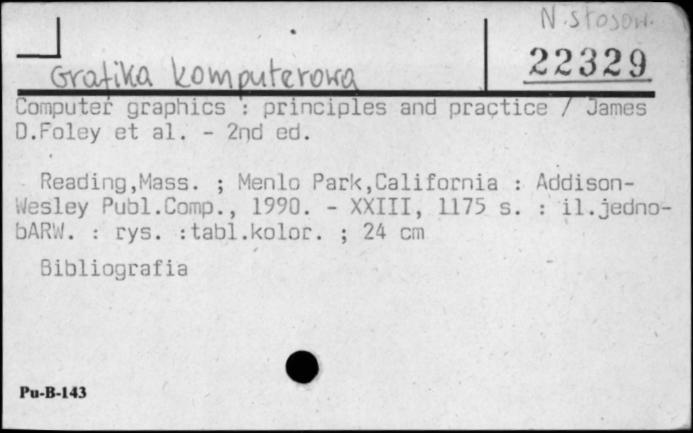 N. stosow.
22329
Grafika komputerowa
Computer graphics : principles and practice / James
D.Foley et al. - 2nd ed.
Reading,Mass. ; Menlo Park,California : Addison-
Wesley Publ.Comp., 1990. - XXIII, 1175 s. : il.jedno-
bARW. : rys. :tabl.kolor. ; 24 cm
Bibliografia
Pu-B-143